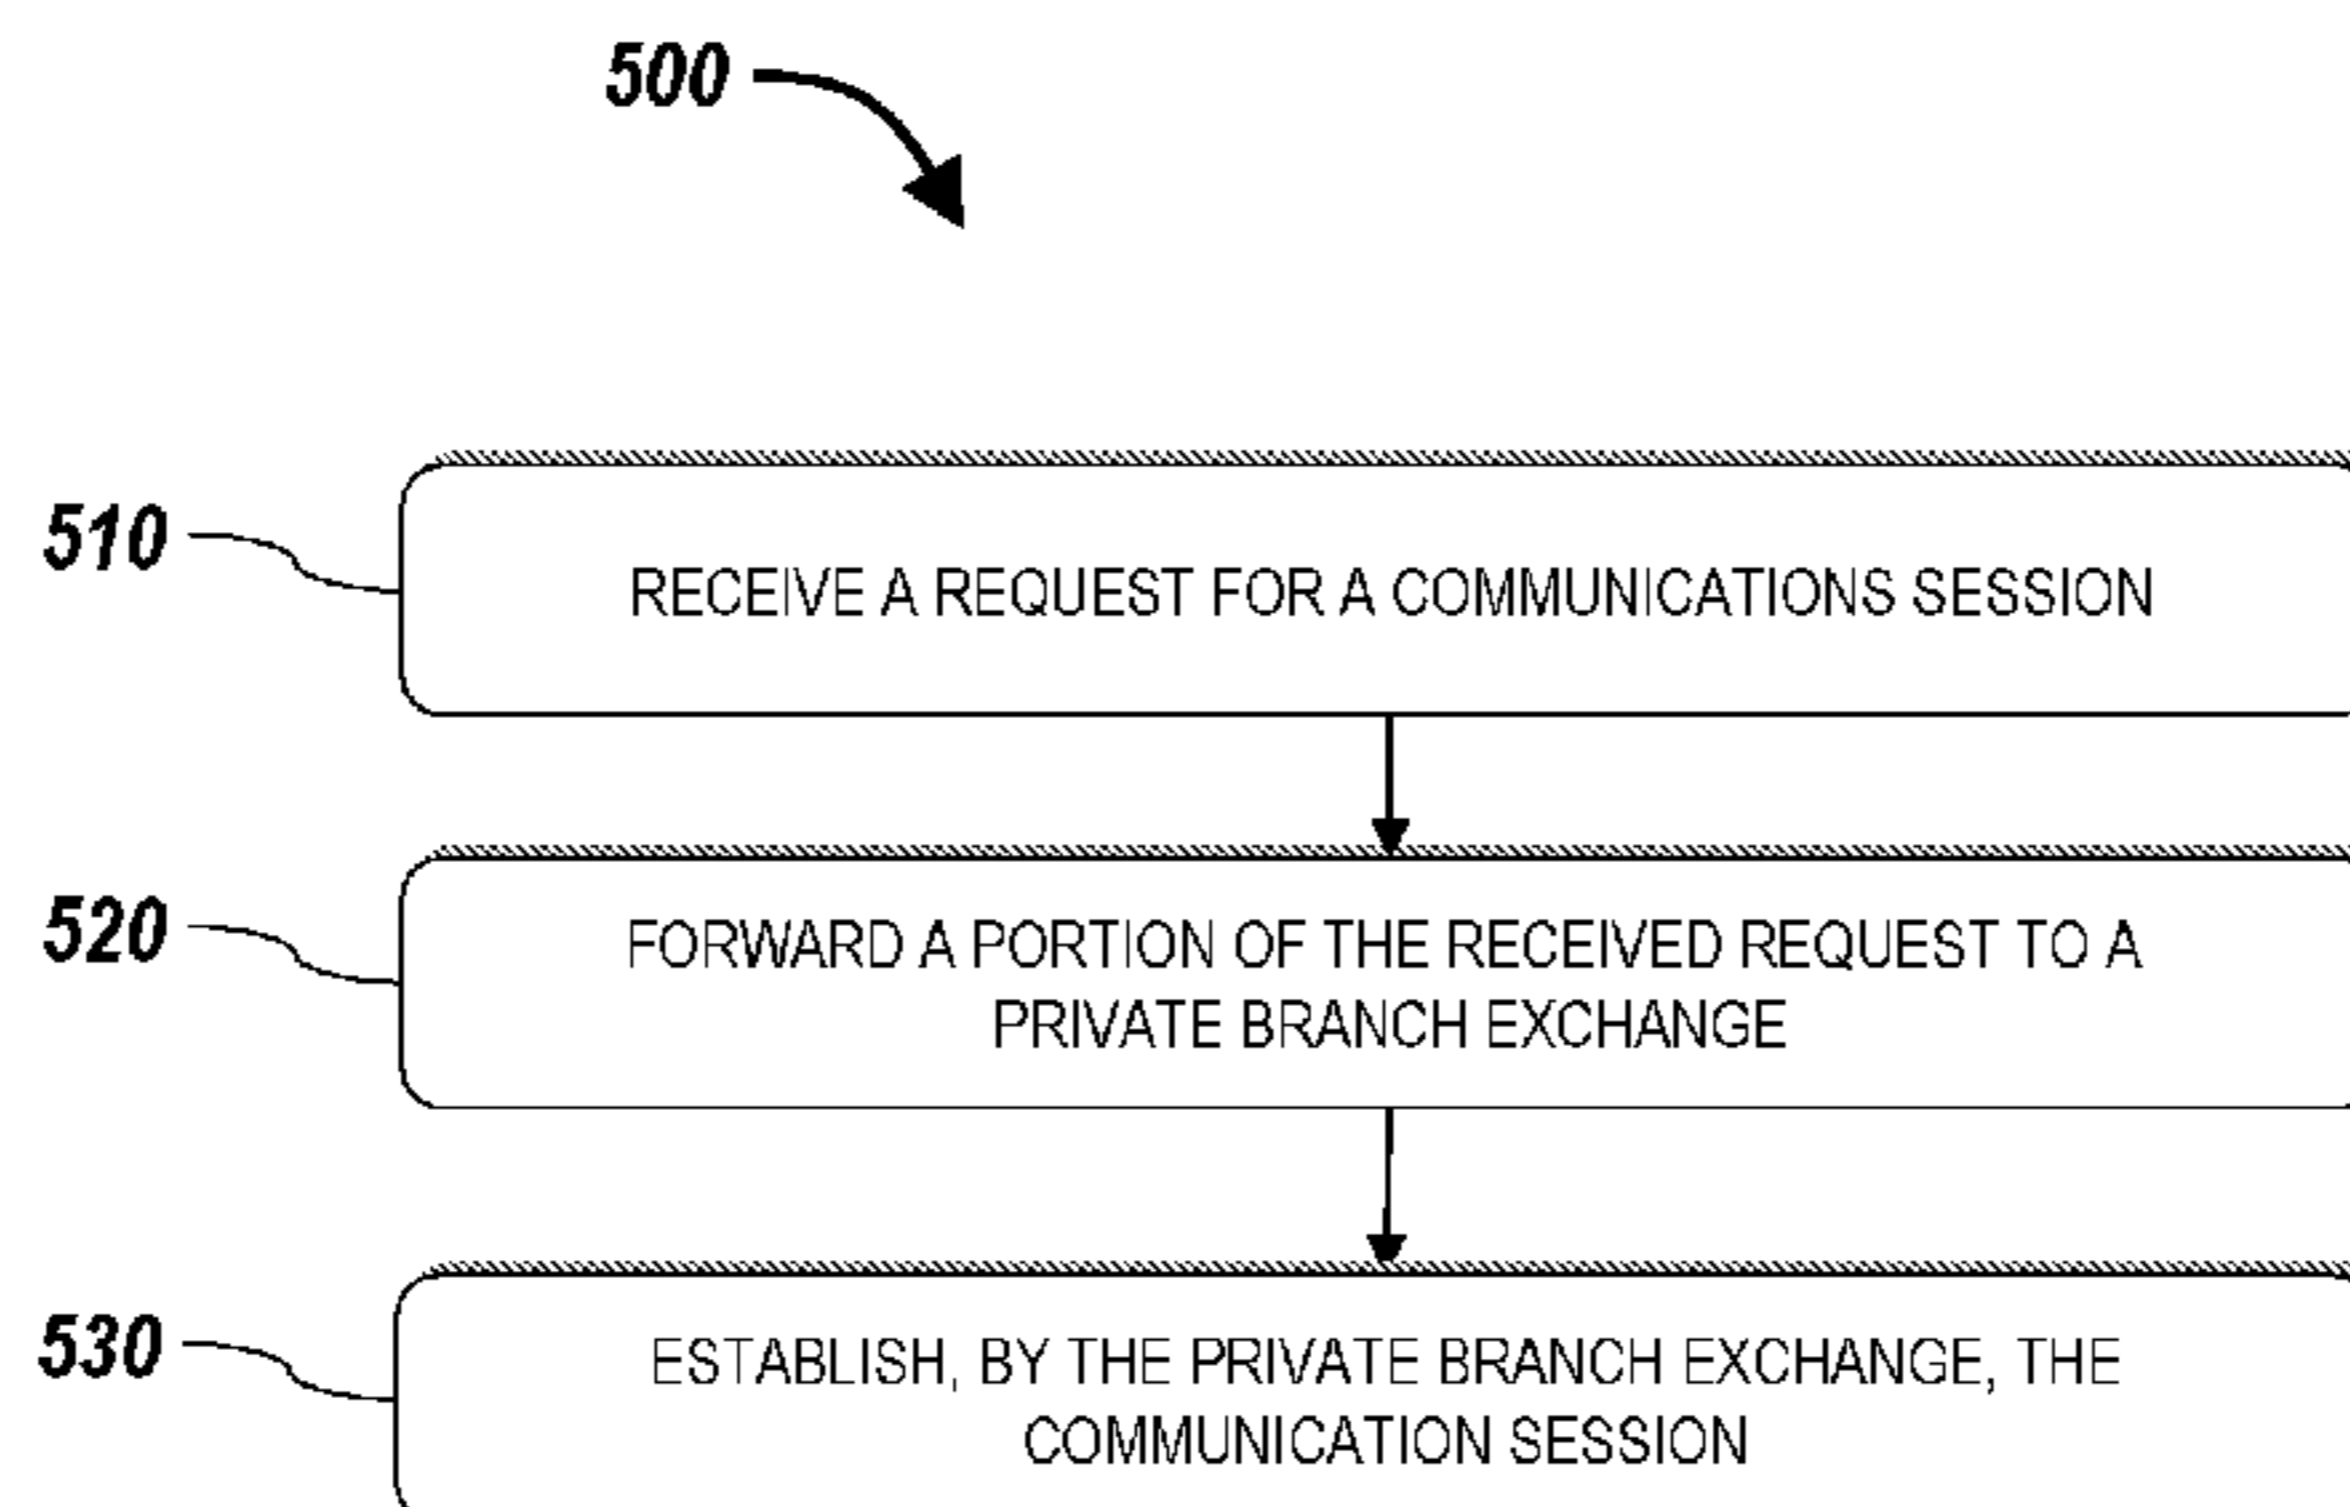 500
510
RECEIVE A REQUEST FOR A COMMUNICATIONS SESSION
520
FORWARD A PORTION OF THE RECEIVED REQUEST TO A
PRIVATE BRANCH EXCHANGE
530
ESTABLISH, BY THE PRIVATE BRANCH EXCHANGE, THE
COMMUNICATION SESSION